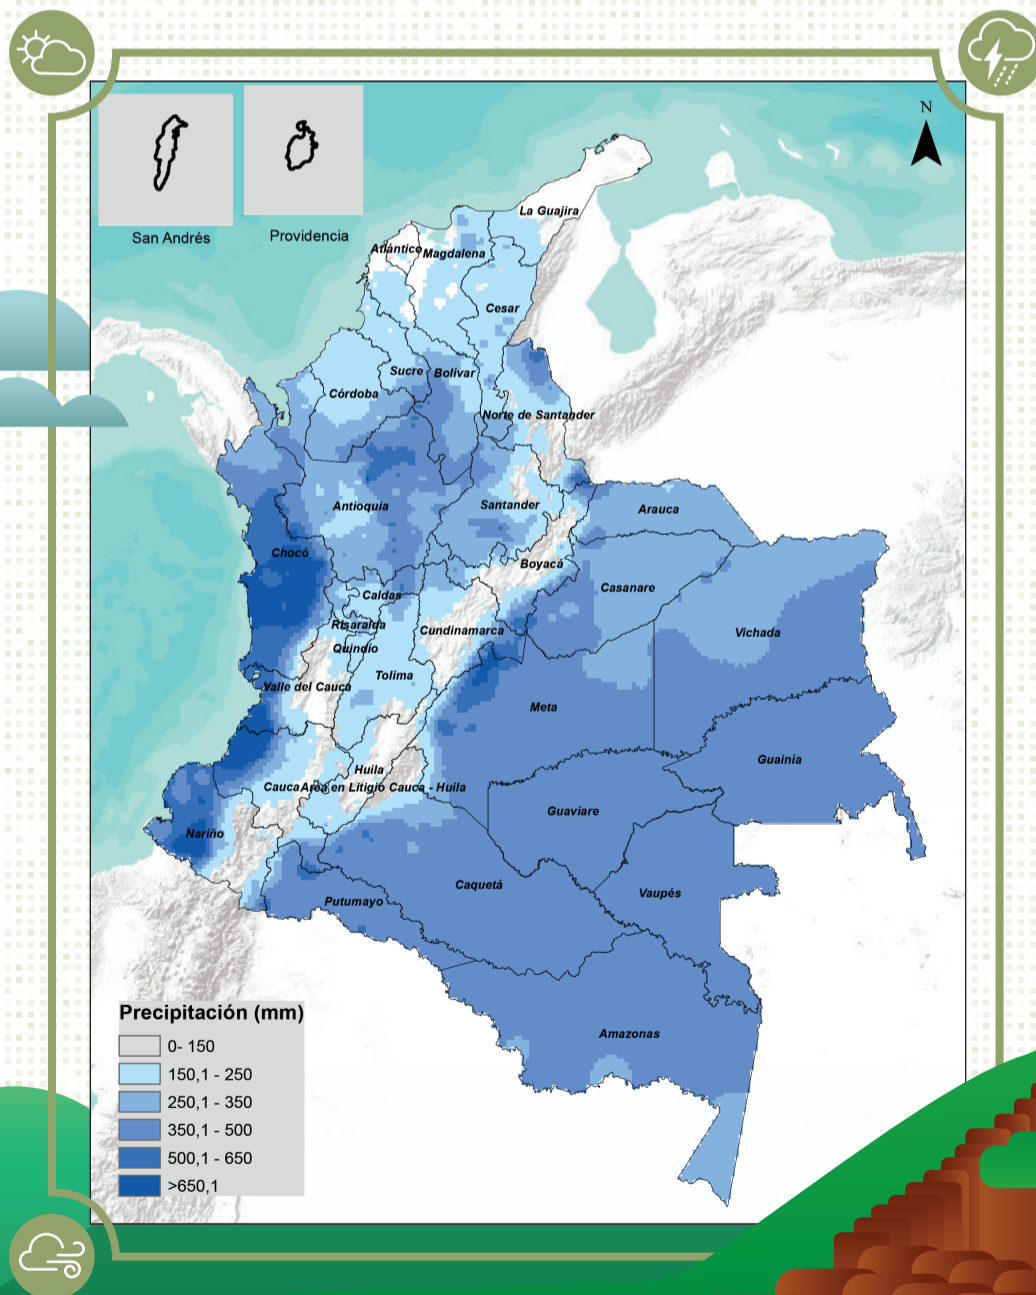 N
San Andrés
Providencia
La Guajira
Atlántico
Magdalena
Cesar
Sucre
Bolívar
Córdoba
Norte de Santander
Antioquia
Santander
Arauca
Chocó
Boyacá
Casanare
Caldas
Risaralda
Cundinamarca
Vichada
Quindío
Tolima
Valle del Cauca
Meta
Guainía
Huila
Cauca
Area en Litigio Cauca - Huila
Guaviare
Nariño
Caquetá
Vaupés
Putumayo
Amazonas
Precipitación (mm)
0- 150
150,1 - 250
250,1 - 350
350,1 - 500
500,1 - 650
>650,1